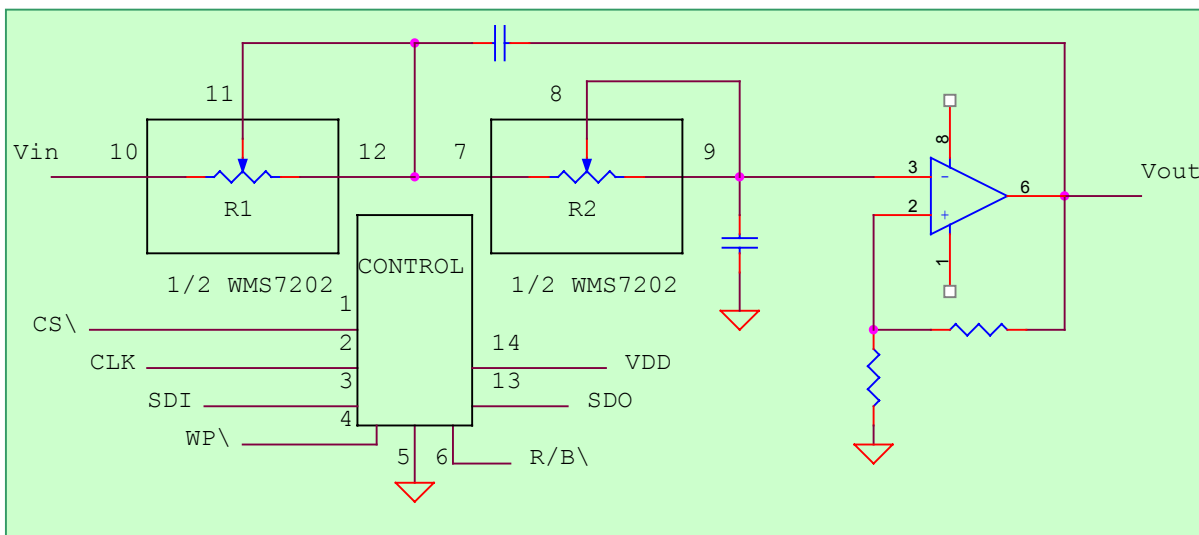 11
8
Vin
10
12
7
9
R1
R2
1/2 WMS7202
1/2 WMS7202
8
3
-
2
+
6
1
Vout
CONTROL
1
CS\
2
CLK
3
SDI
4
WP\
5
6
R/B\
14
VDD
13
SDO